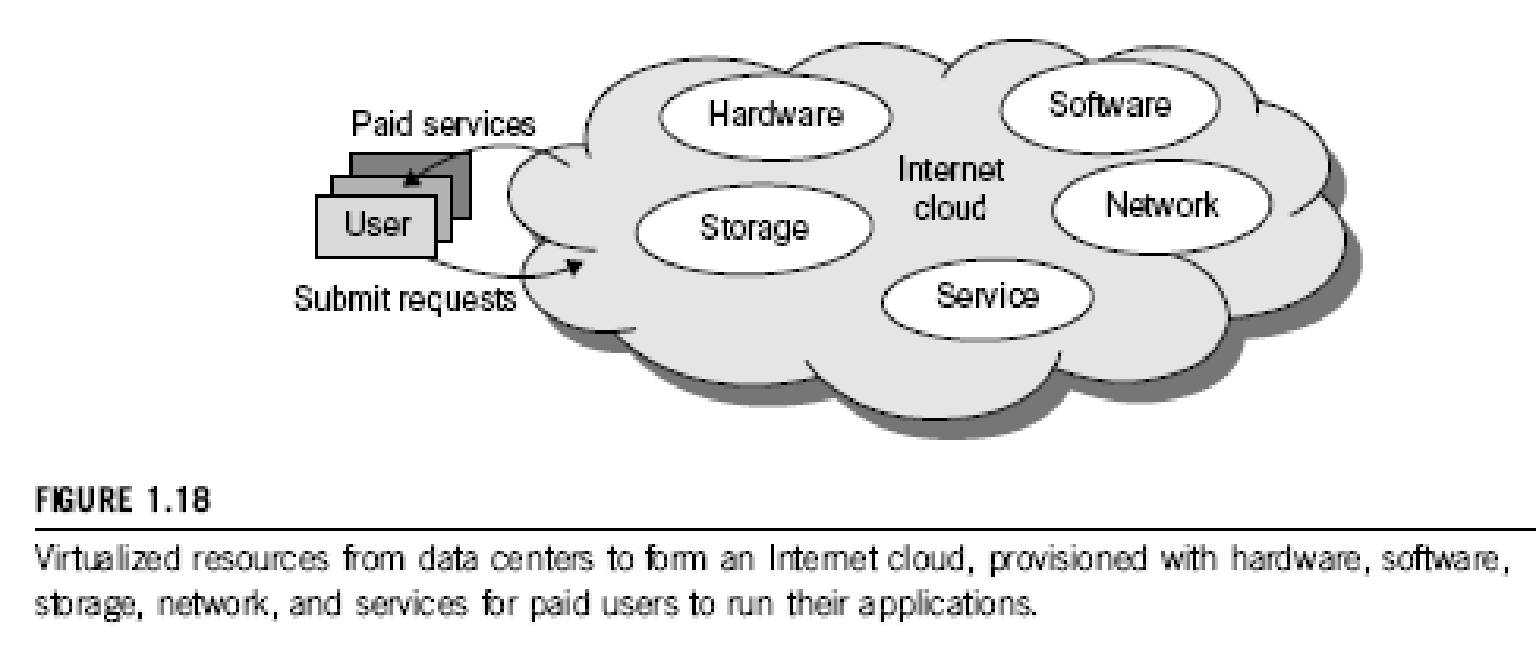 Paid services
User
Submit requests
Hardware
Software
Internet
cloud
Storage
Network
Service
FIGURE 1.18
Virtualized resources from data centers to form an Internet cloud, provisioned with hardware, software,
storage, network, and services for paid users to run their applications.